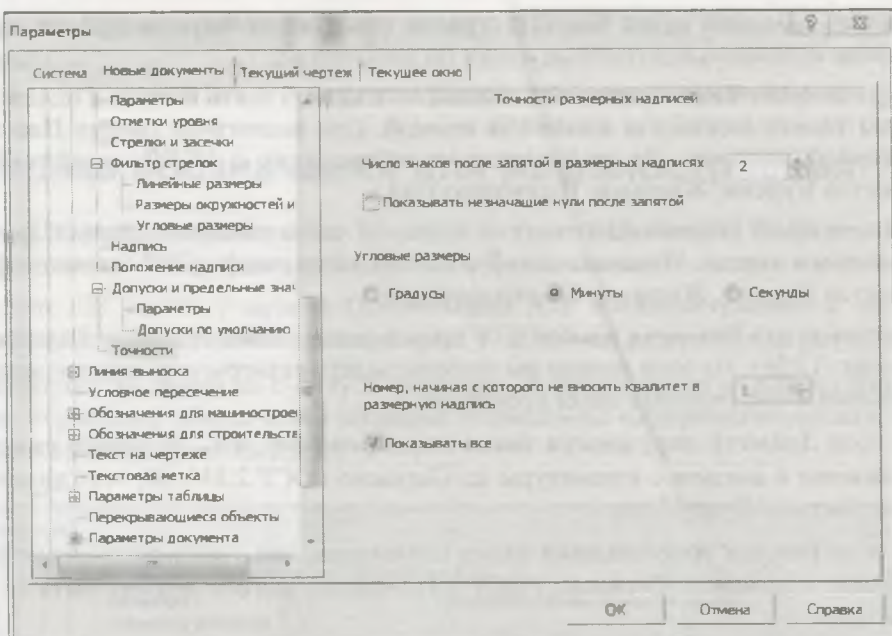 Параметры
Система Новые документы Текущий чертеж Текущее окно
Параметры
Отметки уровня
Стрелки и засечки
Фильтр стрелок
Линейные размеры
Размеры окружностей и
Угловые размеры
Надпись
Положение надписи
Допуски и предельные знач
Параметры
Допуски по умолчанию
Точности
Линия-выноска
Условное пересечение
Обозначения для машинострое
Обозначения для строительств
Текст на чертеже
Текстовая метка
Параметры таблицы
Перекрывающиеся объекты
Параметры документа
Точности размерных надписей
Число знаков после запятой в размерных надписях 2
Показывать незначащие нули после запятой
Угловые размеры
Градусы Минуты Секунды
Номер, начиная с которого не вносить квалитет в 1
размерную надпись
Показывать все
OK Отмена Справка